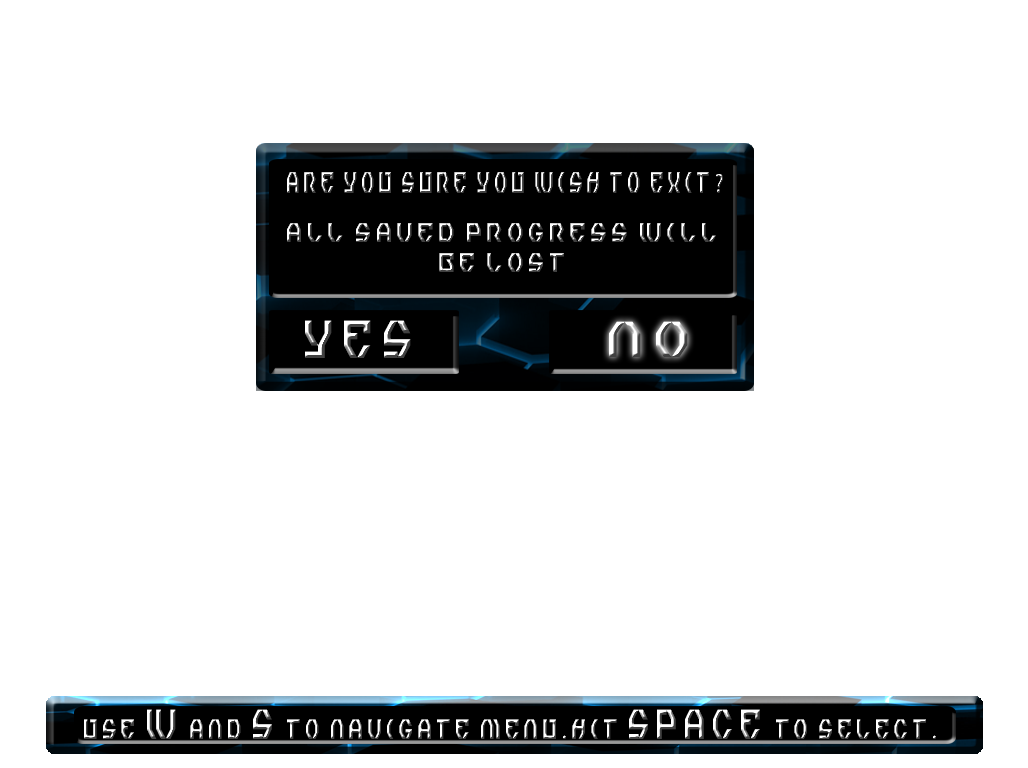 ARE YOU SURE YOU WISH TO EXIT?
ALL SAVED PROGRESS WILL
BE LOST
YES NO
USE W AND S TO NAVIGATE MENU.HIT SPACE TO SELECT.